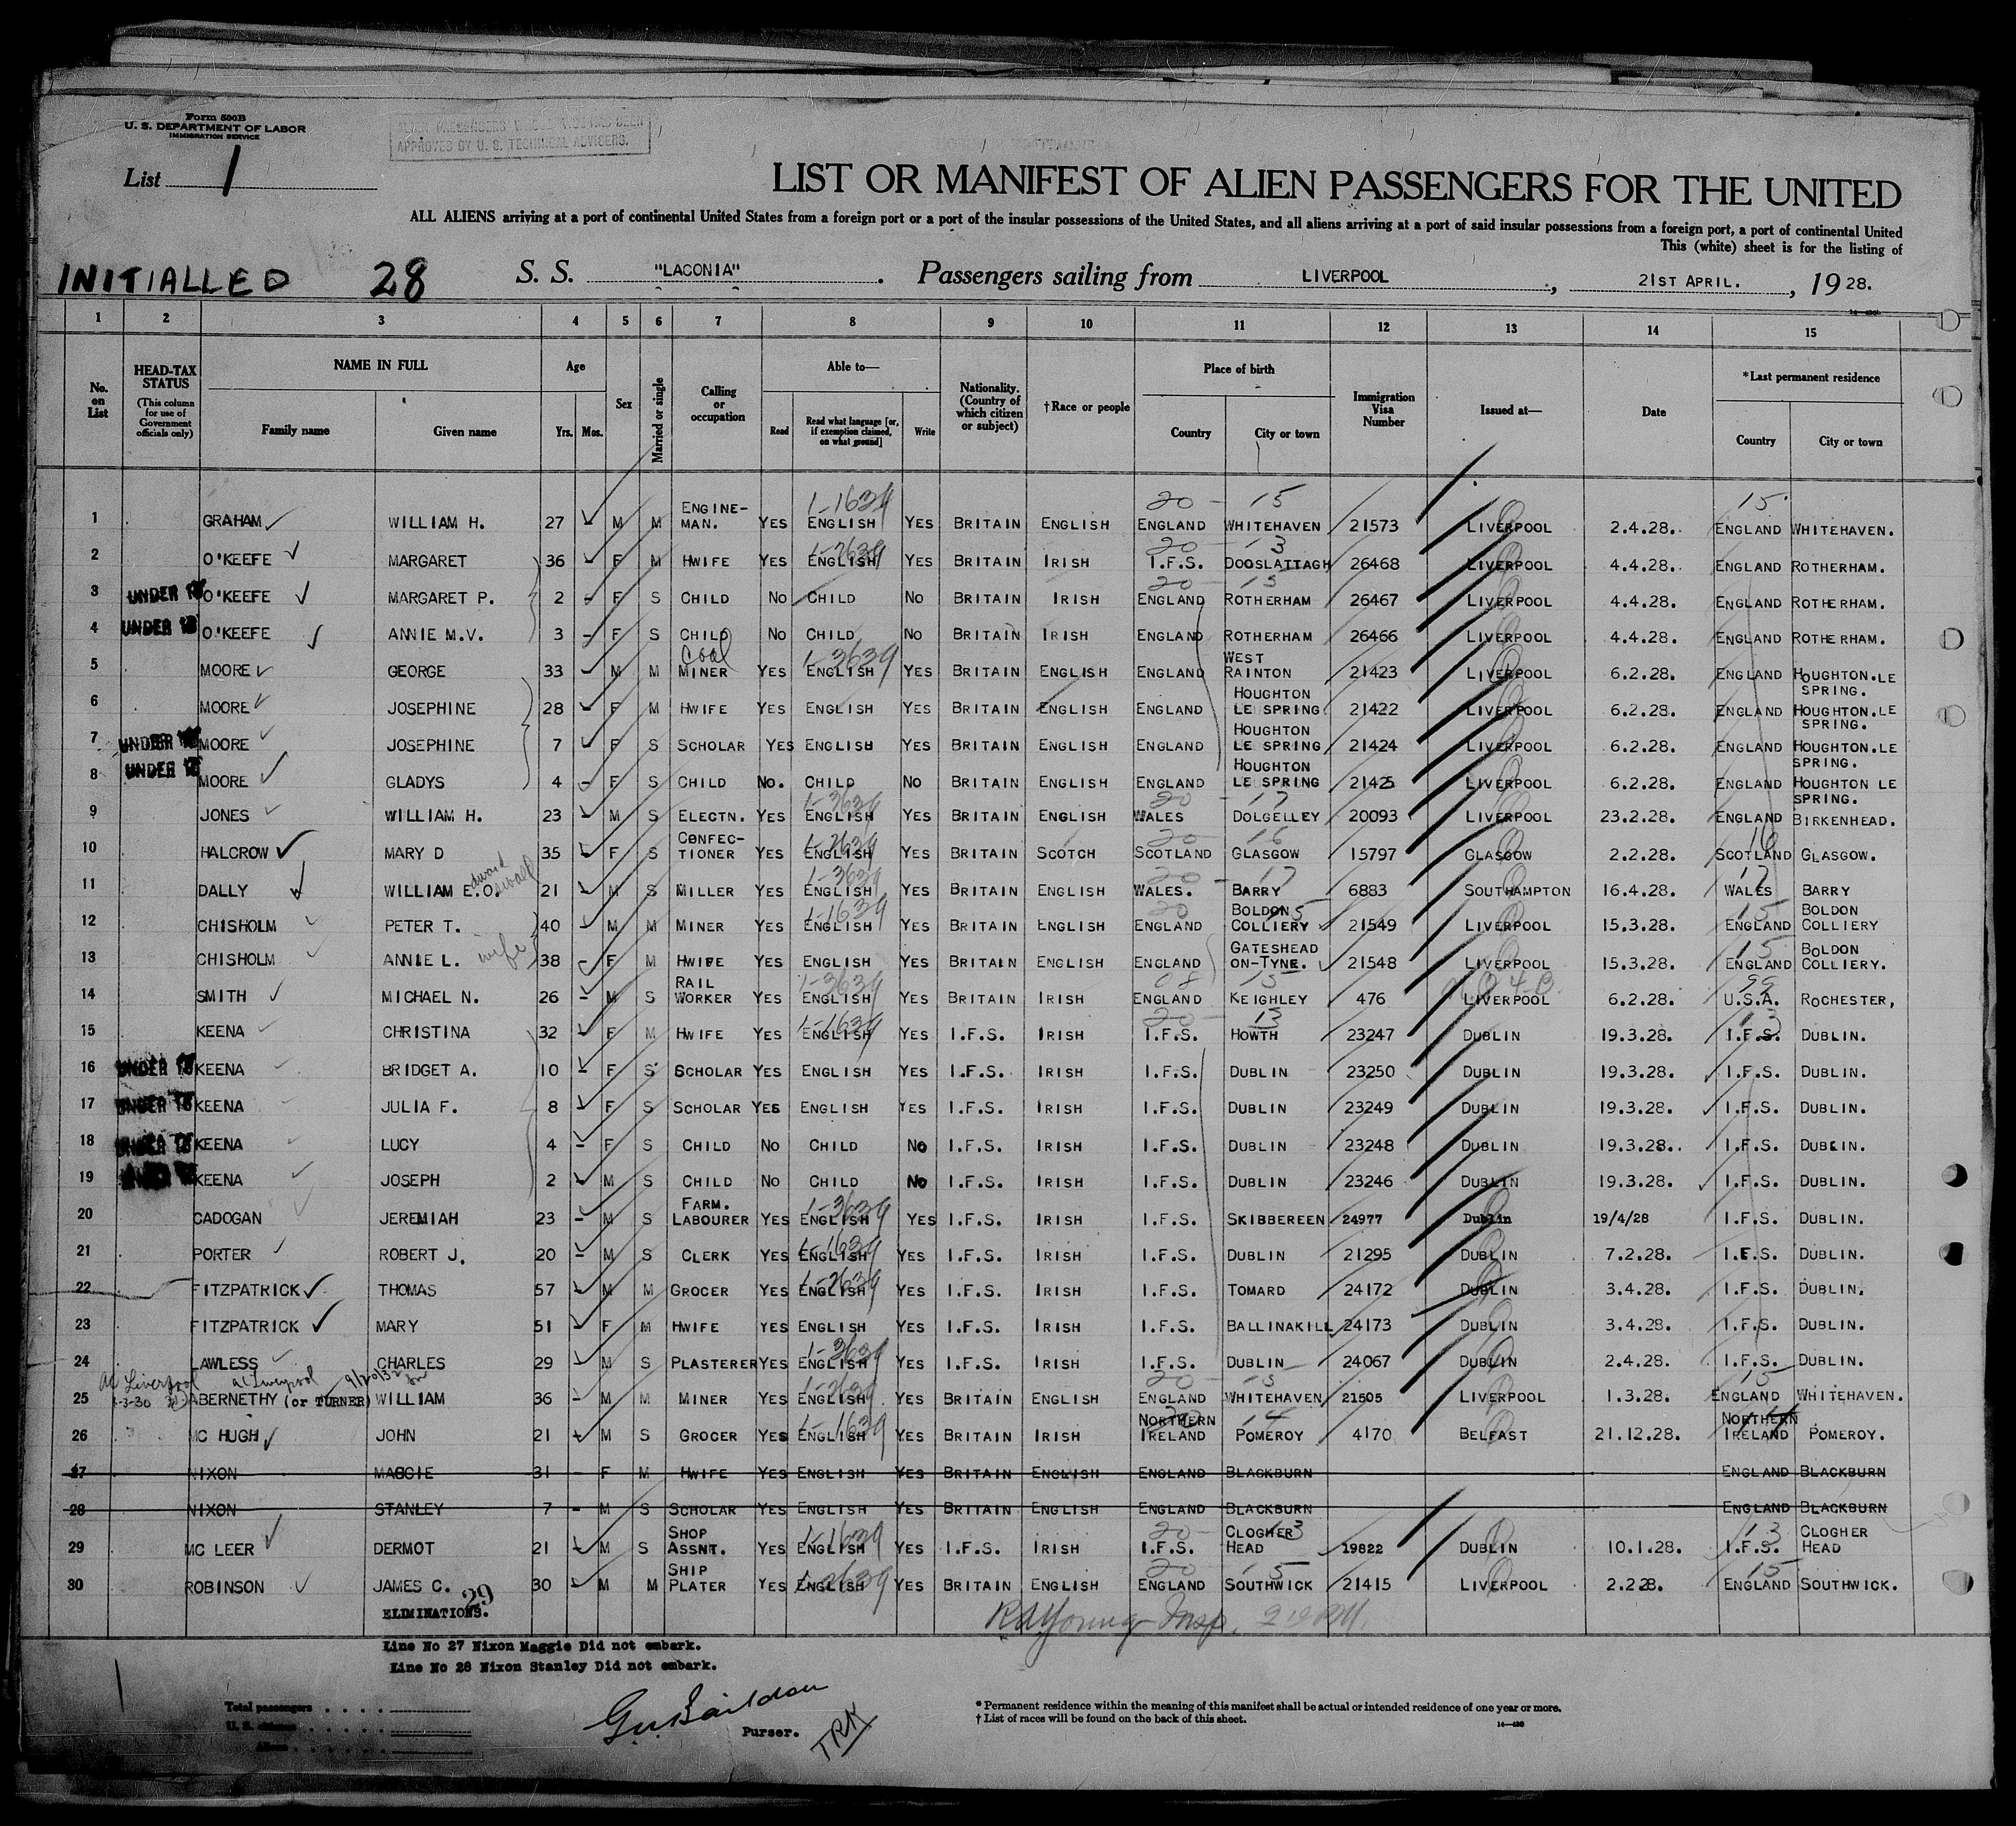 Form 500B
U. S. DEPARTMENT OF LABOR
IMMIGRATION SERVICE
APPROVED BY U. S. TECHNICAL ADVISERS.
List 1
LIST OR MANIFEST OF ALIEN PASSENGERS FOR THE UNITED
ALL ALIENS arriving at a port of continental United States from a foreign port or a port of the insular possessions of the United States, and all aliens arriving at a port of said insular possessions from a foreign port, a port of continental United
This (white) sheet is for the listing of
INITIALLED 28 S. S. "LACONIA". Passengers sailing from LIVERPOOL, 21ST APRIL., 1928.
1 2 3 4 5 6 7 8 9 10 11 12 13 14 15
No. on List
HEAD-TAX STATUS (This column for use of Government officials only)
NAME IN FULL Family name Given name
Age Yrs. Mos.
Sex
Married or single
Calling or occupation
Able to— Read Read what language [or, if exemption claimed, on what ground] Write
Nationality. (Country of which citizen or subject)
†Race or people
Place of birth Country City or town
Immigration Visa Number
Issued at—
Date
*Last permanent residence Country City or town
1 GRAHAM WILLIAM H. 27 - M M ENGINE-MAN. YES ENGLISH YES BRITAIN ENGLISH ENGLAND WHITEHAVEN 21573 LIVERPOOL 2.4.28. ENGLAND WHITEHAVEN.
2 O'KEEFE MARGARET 36 - F M HWIFE YES ENGLISH YES BRITAIN IRISH I.F.S. DOOSLATTAGH 26468 LIVERPOOL 4.4.28. ENGLAND ROTHERHAM.
3 UNDER 16 O'KEEFE MARGARET P. 2 - F S CHILD NO CHILD NO BRITAIN IRISH ENGLAND ROTHERHAM 26467 LIVERPOOL 4.4.28. ENGLAND ROTHERHAM.
4 UNDER 16 O'KEEFE ANNIE M.V. 3 - F S CHILD NO CHILD NO BRITAIN IRISH ENGLAND ROTHERHAM 26466 LIVERPOOL 4.4.28. ENGLAND ROTHERHAM.
5 MOORE GEORGE 33 - M M Coal MINER YES ENGLISH YES BRITAIN ENGLISH ENGLAND WEST RAINTON 21423 LIVERPOOL 6.2.28. ENGLAND HOUGHTON.LE SPRING.
6 MOORE JOSEPHINE 28 - F M HWIFE YES ENGLISH YES BRITAIN ENGLISH ENGLAND HOUGHTON LE SPRING 21422 LIVERPOOL 6.2.28. ENGLAND HOUGHTON.LE SPRING.
7 UNDER 16 MOORE JOSEPHINE 7 - F S SCHOLAR YES ENGLISH YES BRITAIN ENGLISH ENGLAND HOUGHTON LE SPRING 21424 LIVERPOOL 6.2.28. ENGLAND HOUGHTON.LE SPRING.
8 UNDER 16 MOORE GLADYS 4 - F S CHILD NO. CHILD NO BRITAIN ENGLISH ENGLAND HOUGHTON LE SPRING 21425 LIVERPOOL 6.2.28. ENGLAND HOUGHTON LE SPRING.
9 JONES WILLIAM H. 23 - M S ELECTN. YES ENGLISH YES BRITAIN ENGLISH WALES DOLGELLEY 20093 LIVERPOOL 23.2.28. ENGLAND BIRKENHEAD.
10 HALCROW MARY D 35 - F S CONFEC-TIONER YES ENGLISH YES BRITAIN SCOTCH SCOTLAND GLASGOW 15797 GLASGOW 2.2.28. SCOTLAND GLASGOW.
11 DALLY WILLIAM E.O. 21 - M S MILLER YES ENGLISH YES BRITAIN ENGLISH WALES. BARRY 6883 SOUTHAMPTON 16.4.28. WALES BARRY
12 CHISHOLM PETER T. 40 M M MINER YES ENGLISH YES BRITAIN ENGLISH ENGLAND BOLDON COLLIERY 21549 LIVERPOOL 15.3.28. ENGLAND BOLDON COLLIERY
13 CHISHOLM ANNIE L. wife 38 - F M HWIFE YES ENGLISH YES BRITAIN ENGLISH ENGLAND GATESHEAD ON-TYNE. 21548 LIVERPOOL 15.3.28. ENGLAND BOLDON COLLIERY.
14 SMITH MICHAEL N. 26 - M S RAIL WORKER YES ENGLISH YES BRITAIN IRISH ENGLAND KEIGHLEY 476 LIVERPOOL 6.2.28. U.S.A. ROCHESTER,
15 KEENA CHRISTINA 32 - F M HWIFE YES ENGLISH YES I.F.S. IRISH I.F.S. HOWTH 23247 DUBLIN 19.3.28. I.F.S. DUBLIN.
16 UNDER 16 KEENA BRIDGET A. 10 - F S SCHOLAR YES ENGLISH YES I.F.S. IRISH I.F.S. DUBLIN 23250 DUBLIN 19.3.28. I.F.S. DUBLIN.
17 UNDER 16 KEENA JULIA F. 8 - F S SCHOLAR YES ENGLISH YES I.F.S. IRISH I.F.S. DUBLIN 23249 DUBLIN 19.3.28. I.F.S. DUBLIN.
18 UNDER 16 KEENA LUCY 4 - F S CHILD NO CHILD NO I.F.S. IRISH I.F.S. DUBLIN 23248 DUBLIN 19.3.28.. I.F.S. DUBLIN.
19 KEENA JOSEPH 2 - M S CHILD NO CHILD NO I.F.S. IRISH I.F.S. DUBLIN 23246 DUBLIN 19.3.28. I.F.S. DUBLIN.
20 CADOGAN JEREMIAH 23 - M S FARM. LABOURER YES ENGLISH YES I.F.S. IRISH I.F.S. SKIBBEREEN 24977 Dublin 19/4/28 I.F.S. DUBLIN.
21 PORTER ROBERT J. 20 - M S CLERK YES ENGLISH YES I.F.S. IRISH I.F.S. DUBLIN 21295 DUBLIN 7.2.28. I.F.S. DUBLIN.
22 FITZPATRICK THOMAS 57 - M M GROCER YES ENGLISH YES I.F.S. IRISH I.F.S. TOMARD 24172 DUBLIN 3.4.28. I.F.S. DUBLIN.
23 FITZPATRICK MARY 51 - F M HWIFE YES ENGLISH YES I.F.S. IRISH I.F.S. BALLINAKILL 24173 DUBLIN 3.4.28. I.F.S. DUBLIN.
24 LAWLESS CHARLES 29 M S PLASTERER YES ENGLISH YES I.F.S. IRISH I.F.S. DUBLIN 24067 DUBLIN 2.4.28. I.F.S. DUBLIN.
25 ABERNETHY (or TURNER) WILLIAM 36 - M M MINER YES ENGLISH YES BRITAIN ENGLISH ENGLAND WHITEHAVEN 21505 LIVERPOOL 1.3.28. ENGLAND WHITEHAVEN.
26 MC HUGH JOHN 21 - M S GROCER YES ENGLISH YES BRITAIN IRISH NORTHERN IRELAND POMEROY 4170 BELFAST 21.12.28. NORTHERN IRELAND POMEROY.
27 NIXON MAGGIE 31 - F M HWIFE YES ENGLISH YES BRITAIN ENGLISH ENGLAND BLACKBURN ENGLAND BLACKBURN
28 NIXON STANLEY 7 - M S SCHOLAR YES ENGLISH YES BRITAIN ENGLISH ENGLAND BLACKBURN ENGLAND BLACKBURN
29 MC LEER DERMOT 21 - M S SHOP ASSNT. YES ENGLISH YES I.F.S. IRISH I.F.S. CLOGHER HEAD 19822 DUBLIN 10.1.28. I.F.S. CLOGHER HEAD
30 ROBINSON JAMES C. 30 - M M SHIP PLATER YES ENGLISH YES BRITAIN ENGLISH ENGLAND SOUTHWICK 21415 LIVERPOOL 2.2.28. ENGLAND SOUTHWICK.
29
ELIMINATIONS.
Line No 27 Nixon Maggie Did not embark.
Line No 28 Nixon Stanley Did not embark.
Total passengers
U. S. citizens
Aliens
Purser.
TRK
* Permanent residence within the meaning of this manifest shall be actual or intended residence of one year or more.
† List of races will be found on the back of this sheet.
14—430